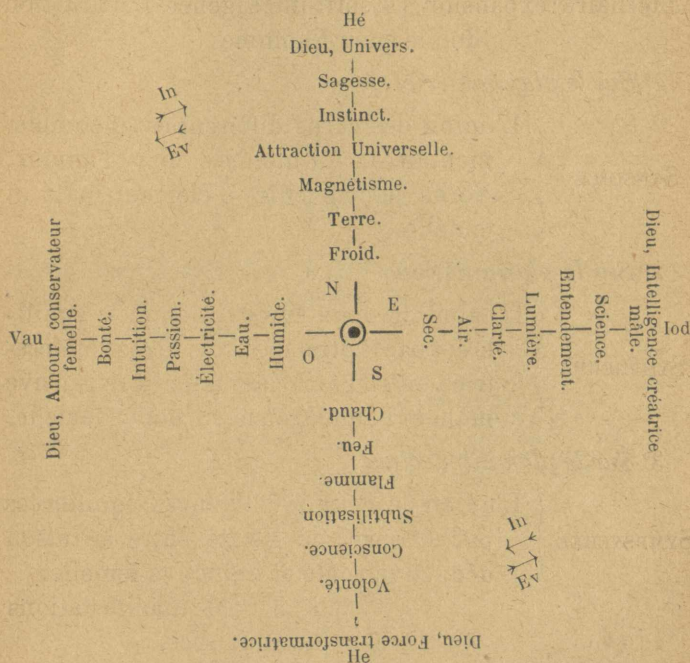 Hé
Dieu, Univers.
Sagesse.
Instinct.
Attraction Universelle.
Magnétisme.
Terre.
Froid.
In
Ev
N
E
O
S
Vau
Dieu, Amour conservateur
femelle.
Bonté.
Intuition.
Passion.
Électricité.
Eau.
Humide.
Sec.
Air.
Clarté.
Lumière.
Entendement.
Science.
mâle.
Dieu, Intelligence créatrice
Iod
Chaud.
Feu.
Flamme.
Subtilisation
Conscience.
Volonté.
Dieu, Force transformatrice.
He
In
Ev